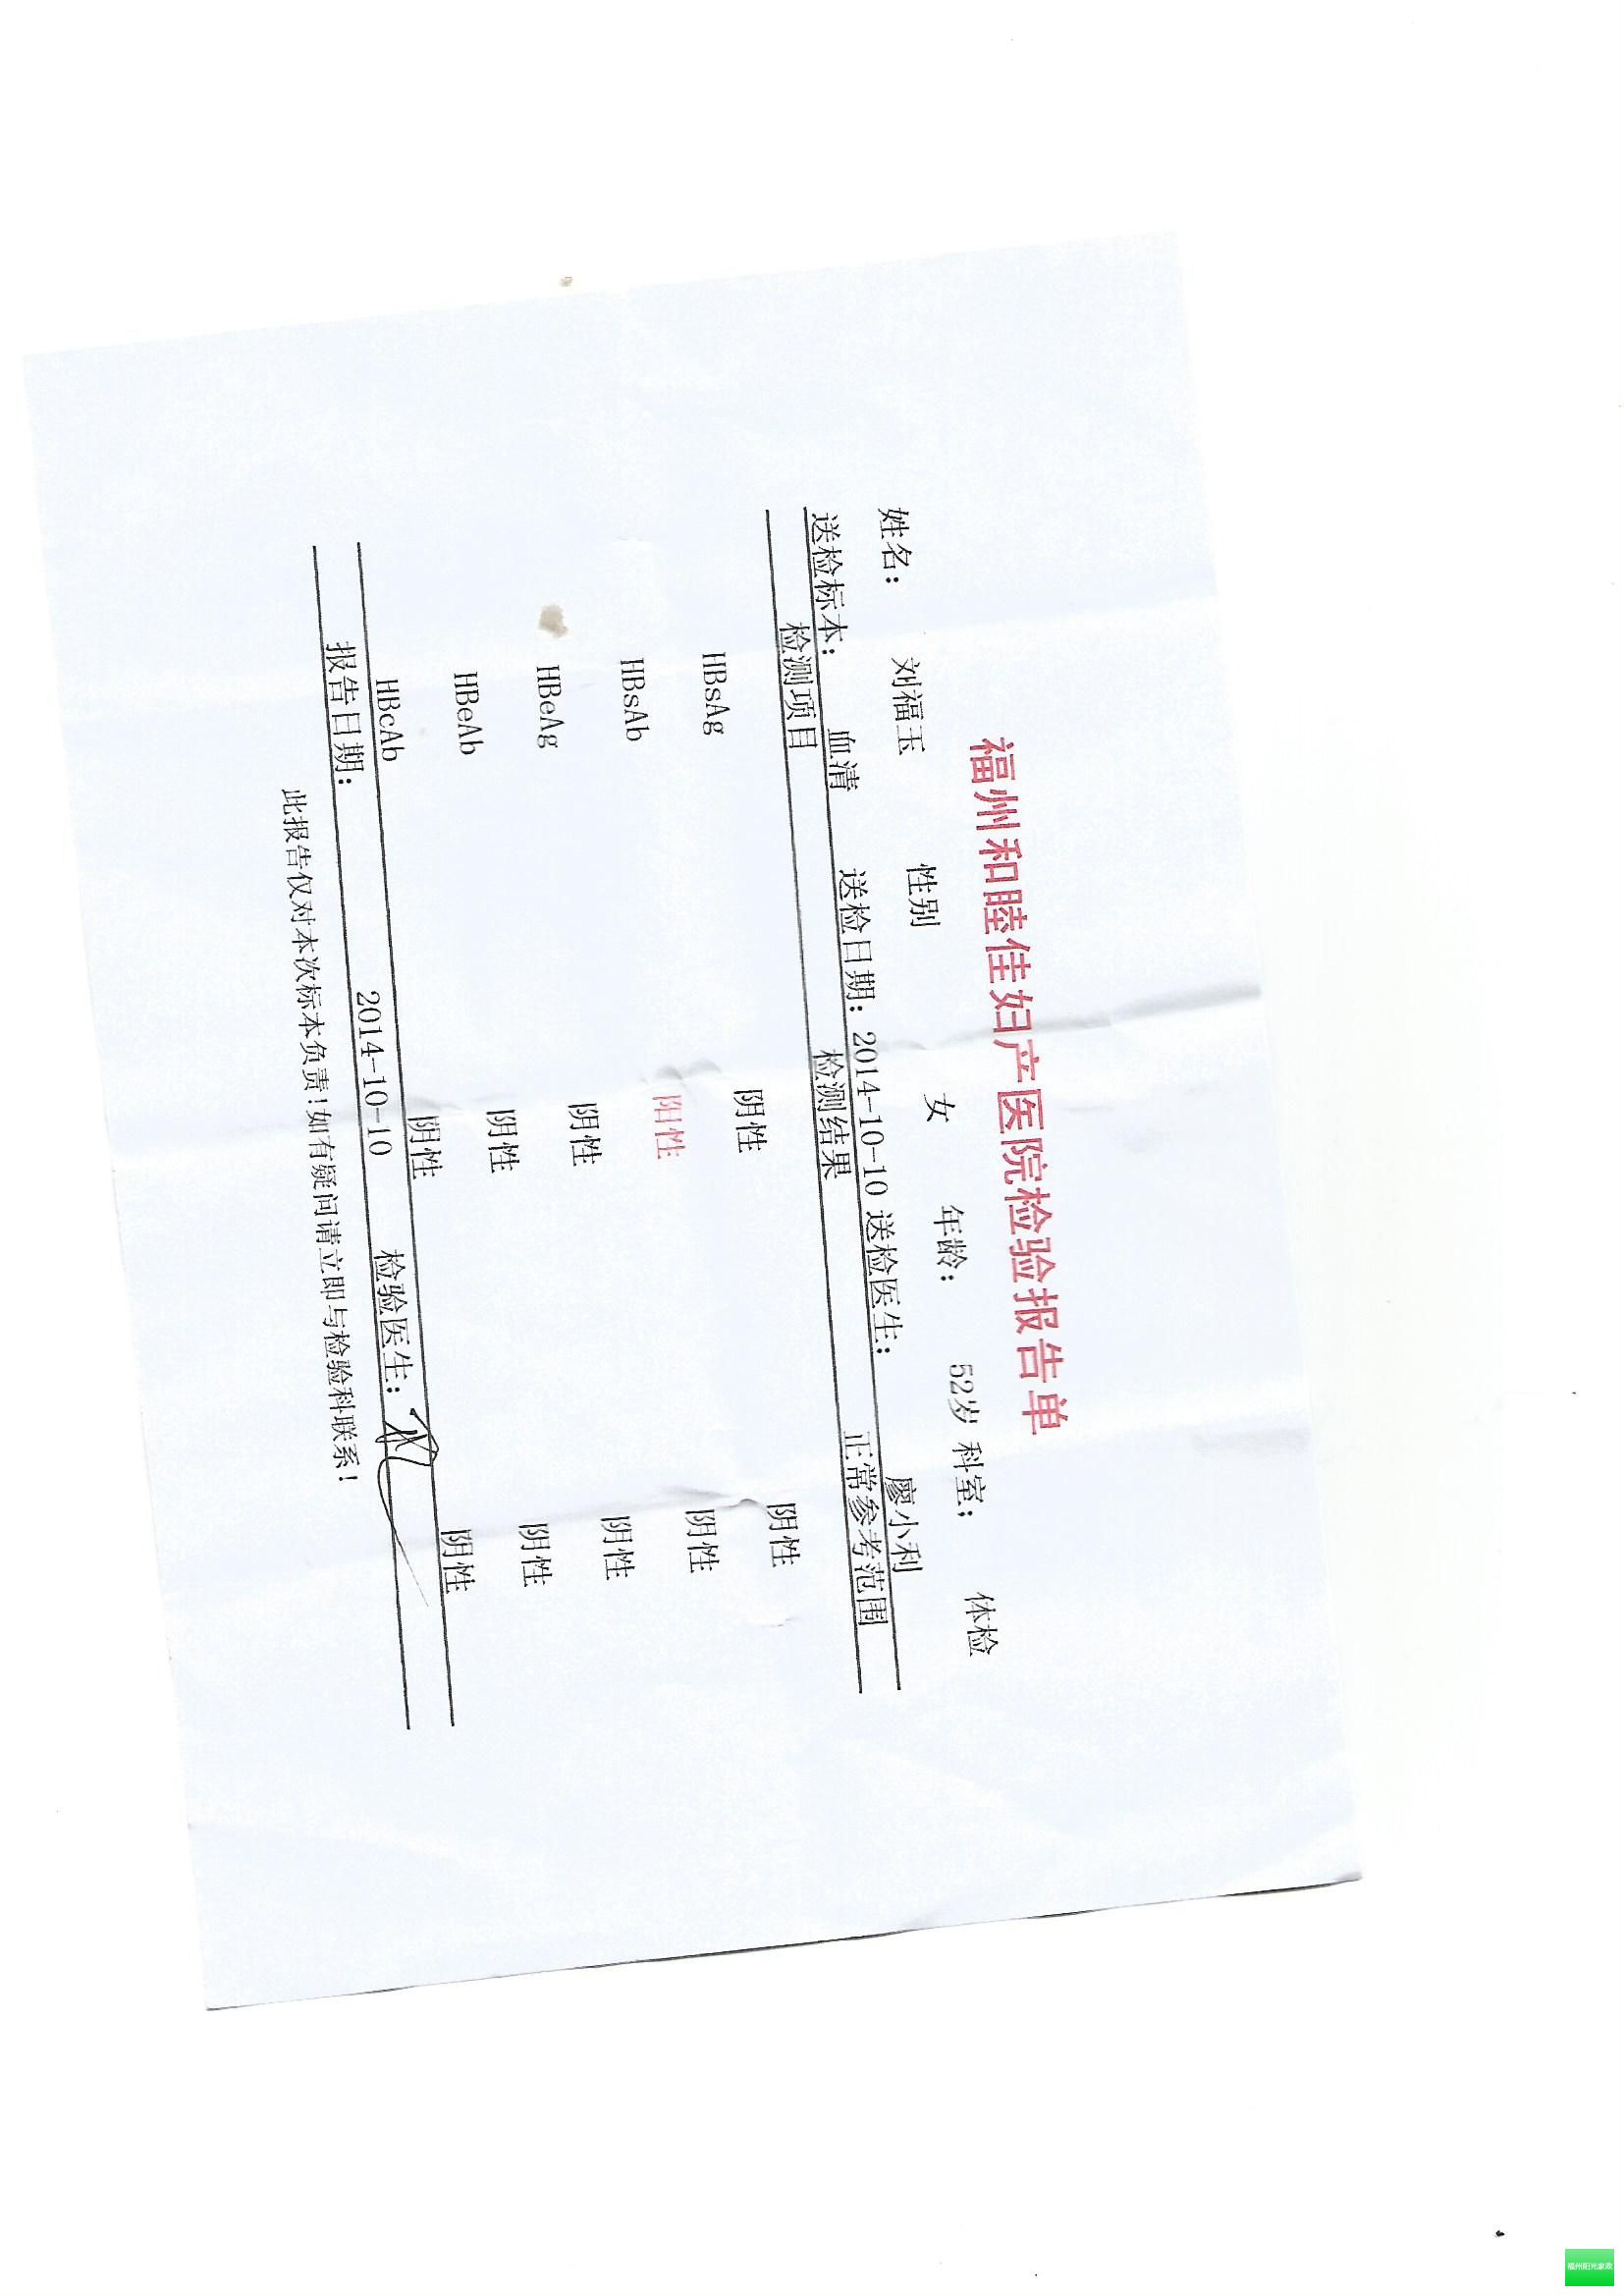 福州和睦佳妇产医院检验报告单
姓名: 刘福玉 性别 女 年龄: 52岁 科室: 体检
送检标本: 血清 送检日期: 2014-10-10 送检医生: 廖小利
检测项目 检测结果 正常参考范围
HBsAg 阴性 阴性
HBsAb 阳性 阴性
HBeAg 阴性 阴性
HBeAb 阴性 阴性
HBcAb 阴性 阴性
报告日期: 2014-10-10 检验医生:
此报告仅对本次标本负责!如有疑问请立即与检验科联系!
福州阳光家政